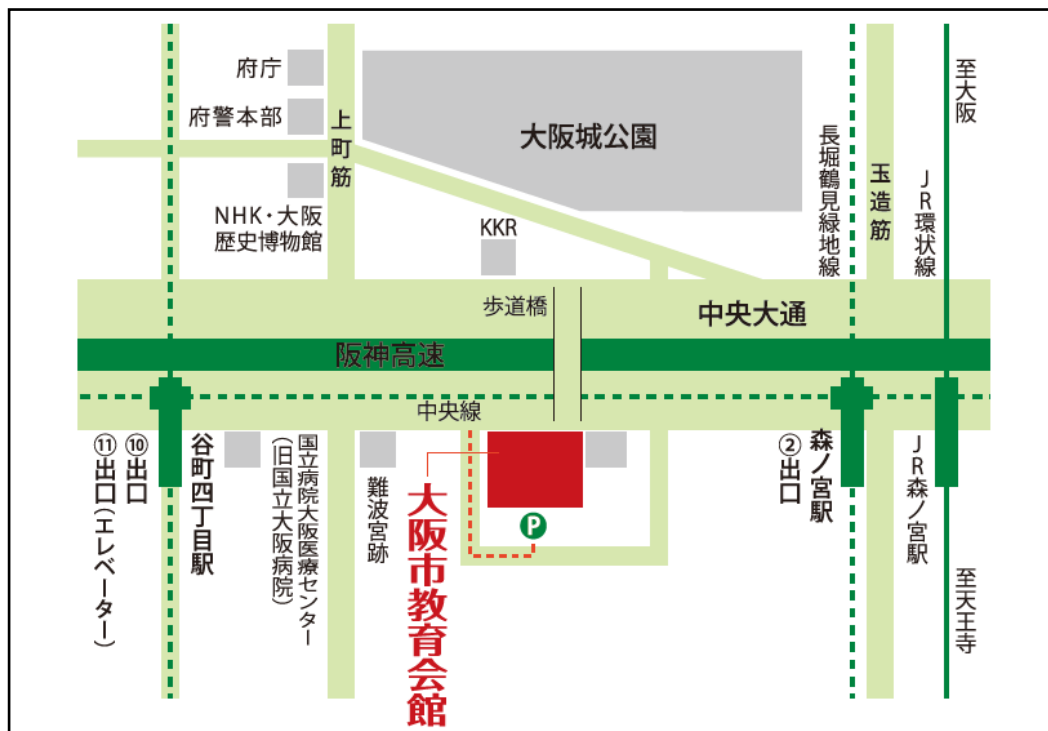 府庁
府警本部
上町筋
大阪城公園
長堀鶴見緑地線
玉造筋
至大阪
JR環状線
NHK・大阪
歴史博物館
KKR
歩道橋
中央大通
阪神高速
中央線
⑪出口(エレベーター)
⑩出口
谷町四丁目駅
国立病院大阪医療センター
(旧国立大阪病院)
難波宮跡
大阪市教育会館
P
②出口
森ノ宮駅
JR森ノ宮駅
至天王寺